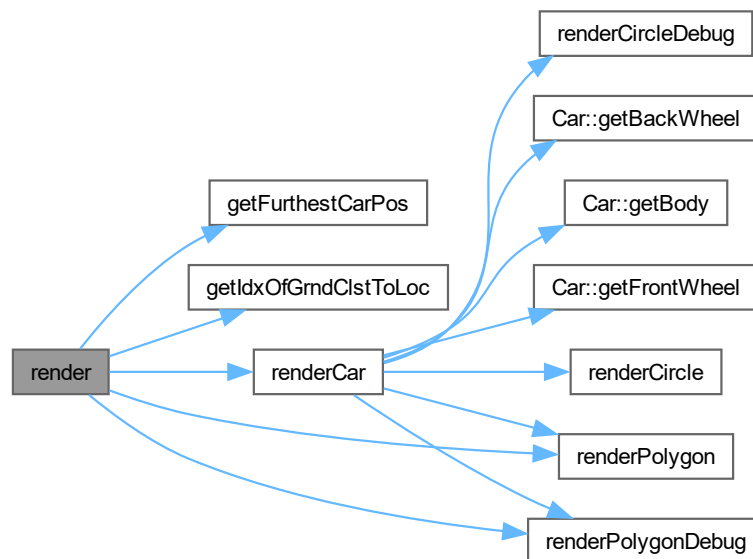 renderCircleDebug
Car::getBackWheel
getFurthestCarPos
Car::getBody
getIdxOfGrndClstToLoc
Car::getFrontWheel
render
renderCar
renderCircle
renderPolygon
renderPolygonDebug